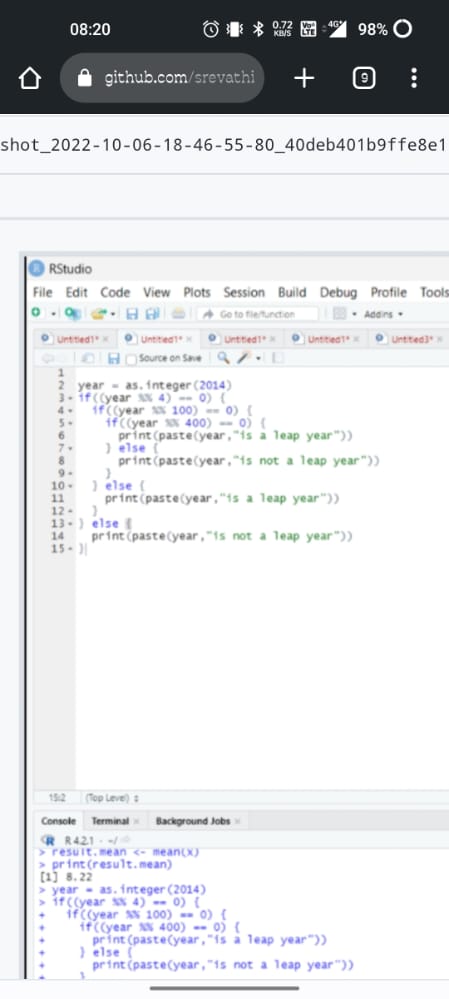 08:20 0.72 KB/S Vo LTE 4G 98%
github.com/srevathi 9
shot_2022-10-06-18-46-55-80_40deb401b9ffe8e1
RStudio
File Edit Code View Plots Session Build Debug Profile Tools
Go to file/function Addins
Untitled1* Untitled1* Untitled1* Untitled1* Untitled3*
Source on Save
1
2 year = as.integer(2014)
3 if((year %% 4) == 0) {
4 if((year %% 100) == 0) {
5 if((year %% 400) == 0) {
6 print(paste(year,"is a leap year"))
7 } else {
8 print(paste(year,"is not a leap year"))
9 }
10 } else {
11 print(paste(year,"is a leap year"))
12 }
13 } else {
14 print(paste(year,"is not a leap year"))
15 }
15:2 (Top Level)
Console Terminal Background Jobs
R 4.2.1 · ~/
> result.mean <- mean(x)
> print(result.mean)
[1] 8.22
> year = as.integer(2014)
> if((year %% 4) == 0) {
+ if((year %% 100) == 0) {
+ if((year %% 400) == 0) {
+ print(paste(year,"is a leap year"))
+ } else {
+ print(paste(year,"is not a leap year"))
+ }